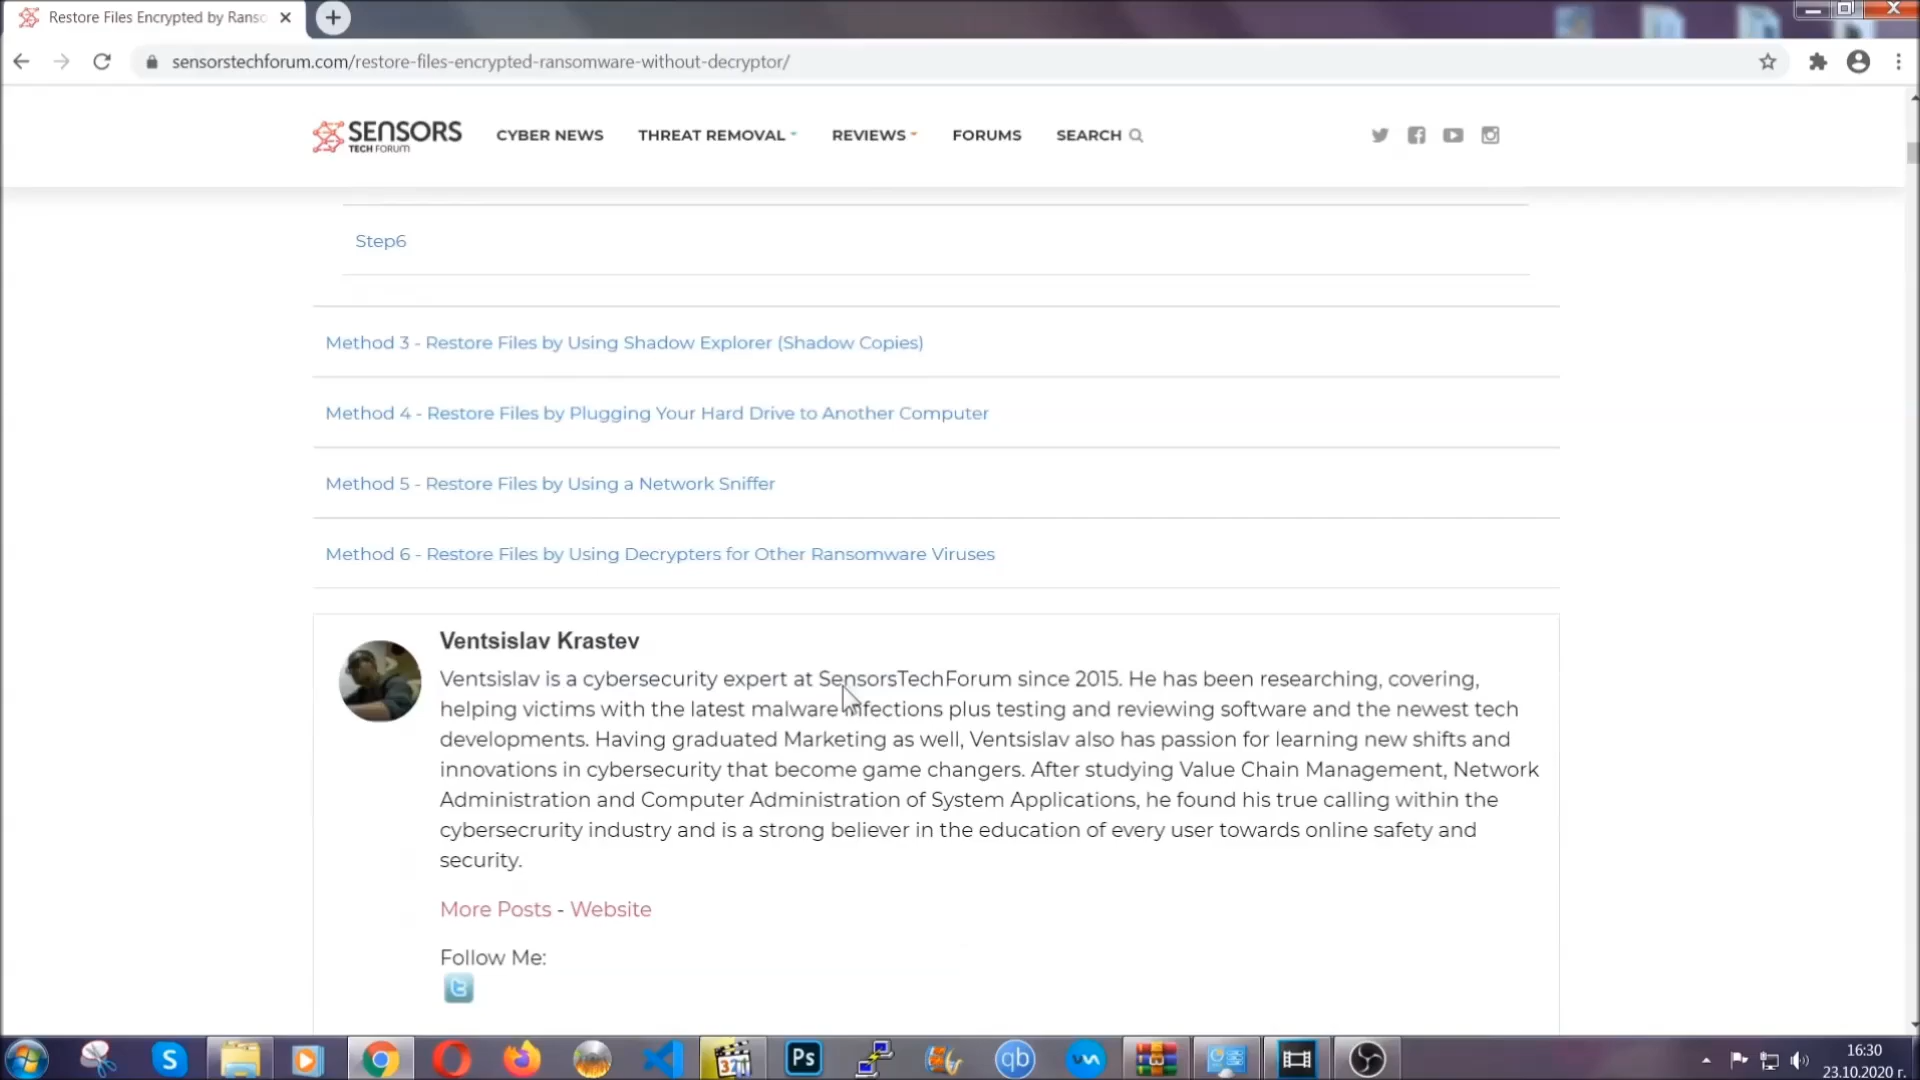 Restore Files Encrypted by Ranso
sensorstechforum.com/restore-files-encrypted-ransomware-without-decryptor/
SENSORS
TECH FORUM
CYBER NEWS
THREAT REMOVAL
REVIEWS
FORUMS
SEARCH
Step6
Method 3 - Restore Files by Using Shadow Explorer (Shadow Copies)
Method 4 - Restore Files by Plugging Your Hard Drive to Another Computer
Method 5 - Restore Files by Using a Network Sniffer
Method 6 - Restore Files by Using Decrypters for Other Ransomware Viruses
Ventsislav Krastev
Ventsislav is a cybersecurity expert at SensorsTechForum since 2015. He has been researching, covering,
helping victims with the latest malware infections plus testing and reviewing software and the newest tech
developments. Having graduated Marketing as well, Ventsislav also has passion for learning new shifts and
innovations in cybersecurity that become game changers. After studying Value Chain Management, Network
Administration and Computer Administration of System Applications, he found his true calling within the
cybersecrurity industry and is a strong believer in the education of every user towards online safety and
security.
More Posts - Website
Follow Me:
S
321
Ps
qb
16:30
23.10.2020 г.